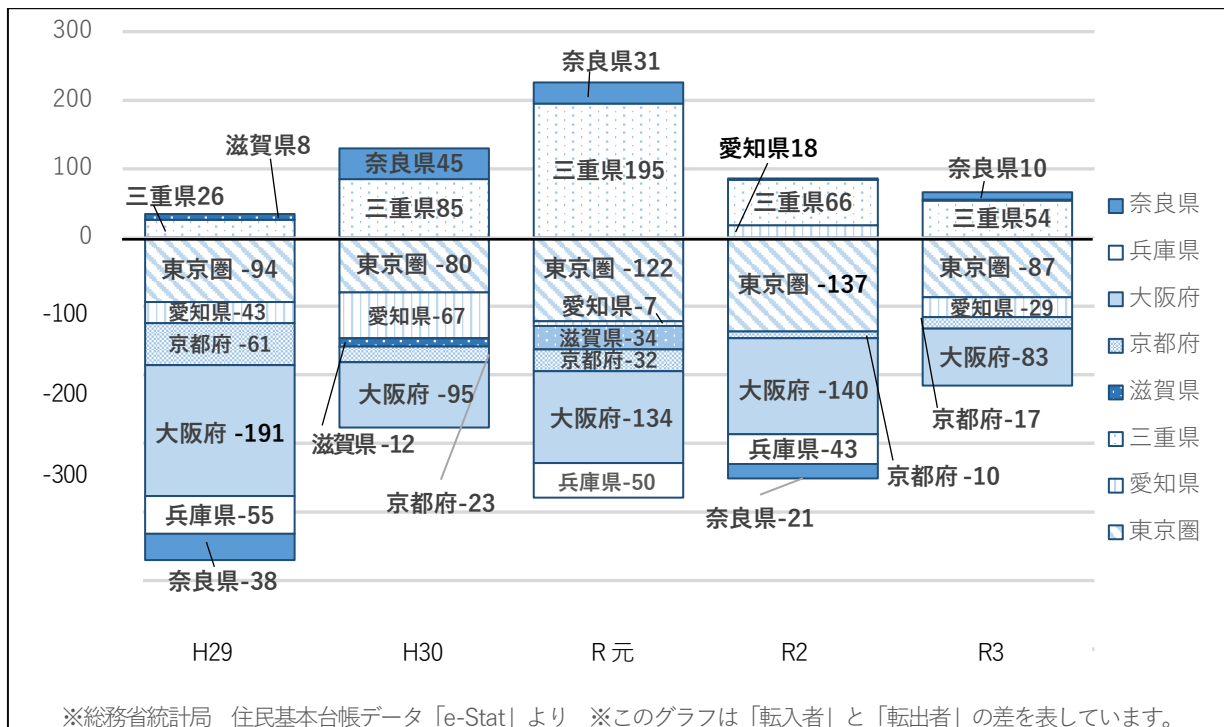 300
200
100
0
-100
-200
-300
滋賀県8
三重県26
東京圏 -94
愛知県-43
京都府 -61
大阪府 -191
兵庫県-55
奈良県-38
奈良県45
三重県85
東京圏 -80
愛知県-67
大阪府 -95
滋賀県-12
京都府-23
奈良県31
三重県195
東京圏 -122
愛知県-7
滋賀県-34
京都府-32
大阪府-134
兵庫県-50
愛知県18
三重県66
東京圏 -137
大阪府 -140
兵庫県-43
京都府 -10
奈良県-21
奈良県10
三重県54
東京圏 -87
愛知県 -29
大阪府 -83
京都府-17
奈良県
兵庫県
大阪府
京都府
滋賀県
三重県
愛知県
東京圏
H29
H30
R 元
R2
R3
※総務省統計局　住民基本台帳データ「e-Stat」より　※このグラフは「転入者」と「転出者」の差を表しています。